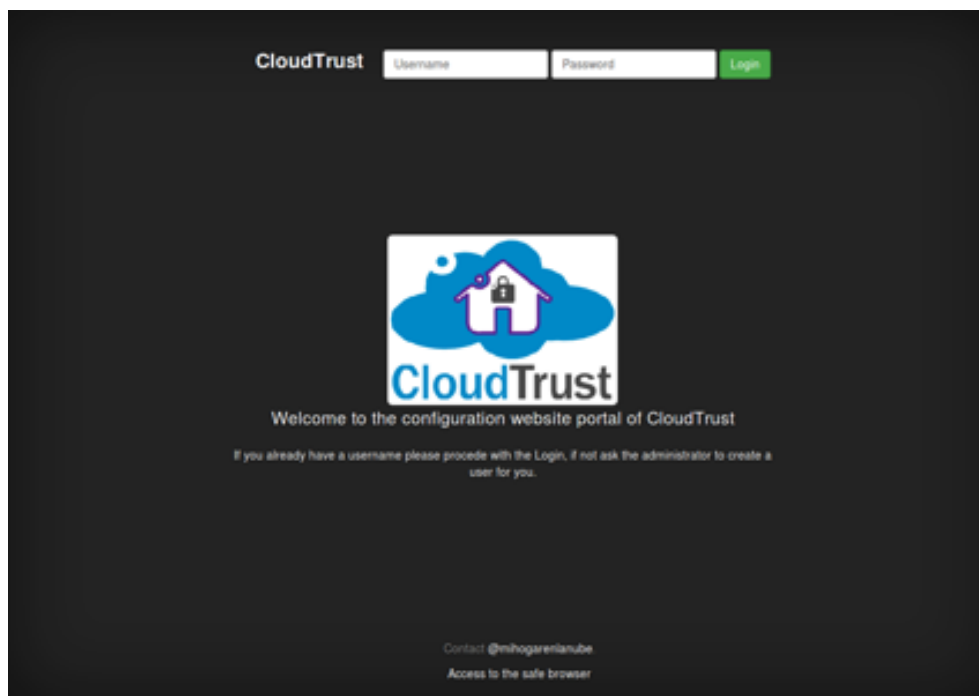 CloudTrust Username Password Login
CloudTrust
Welcome to the configuration website portal of CloudTrust
If you already have a username please procede with the Login, if not ask the administrator to create a
user for you.
Contact @mihogarenlanube
Access to the safe browser